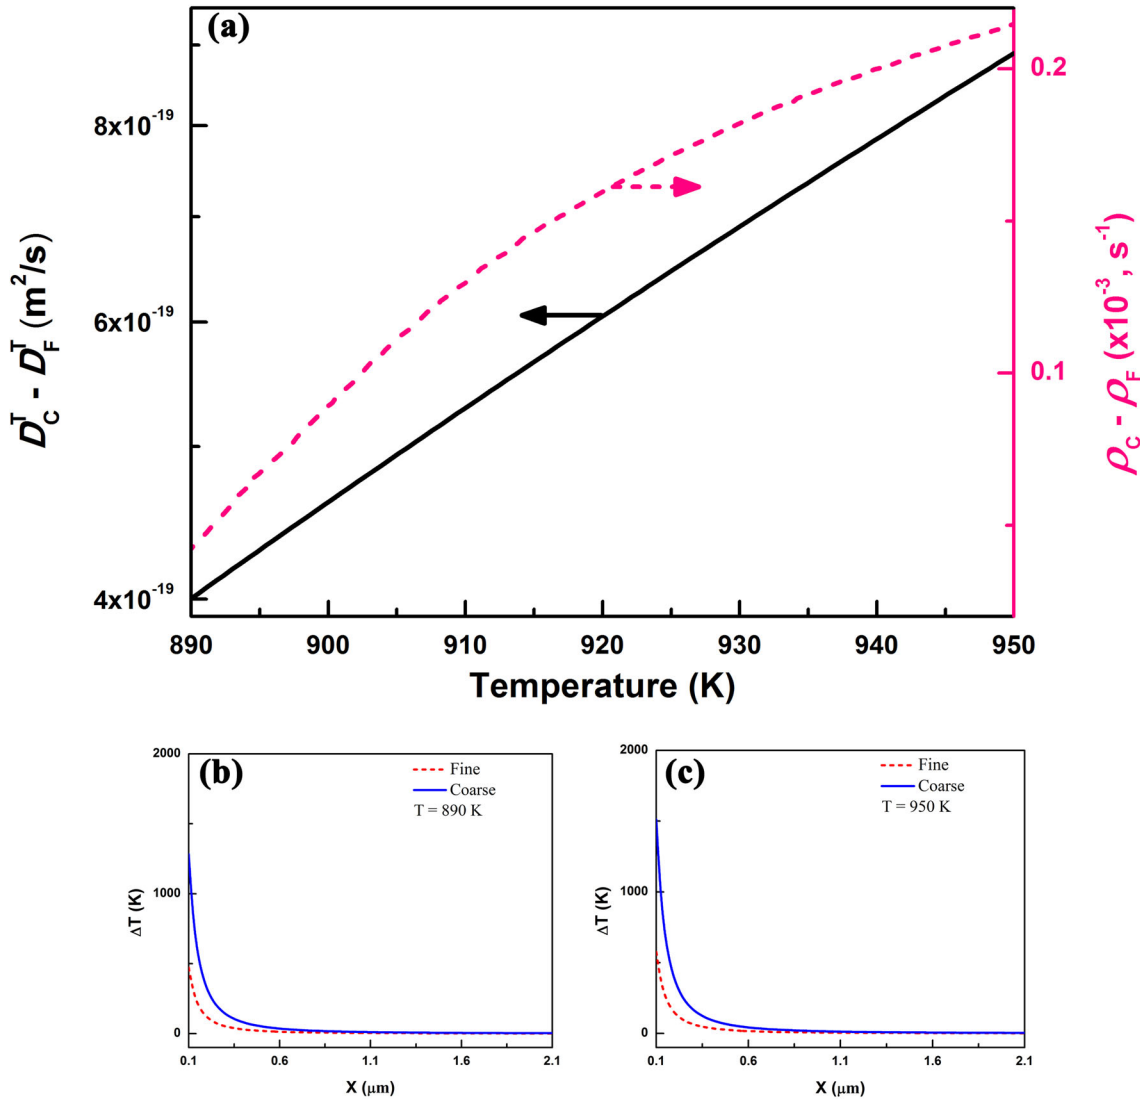 (a)
8x10⁻¹⁹
6x10⁻¹⁹
4x10⁻¹⁹
D_C^T - D_F^T (m²/s)
0.2
0.1
ρ_C - ρ_F (x10⁻³, s⁻¹)
890 900 910 920 930 940 950
Temperature (K)
(b)
Fine
Coarse
T = 890 K
2000
1000
0
ΔT (K)
0.1 0.6 1.1 1.6 2.1
X (μm)
(c)
Fine
Coarse
T = 950 K
2000
1000
0
ΔT (K)
0.1 0.6 1.1 1.6 2.1
X (μm)